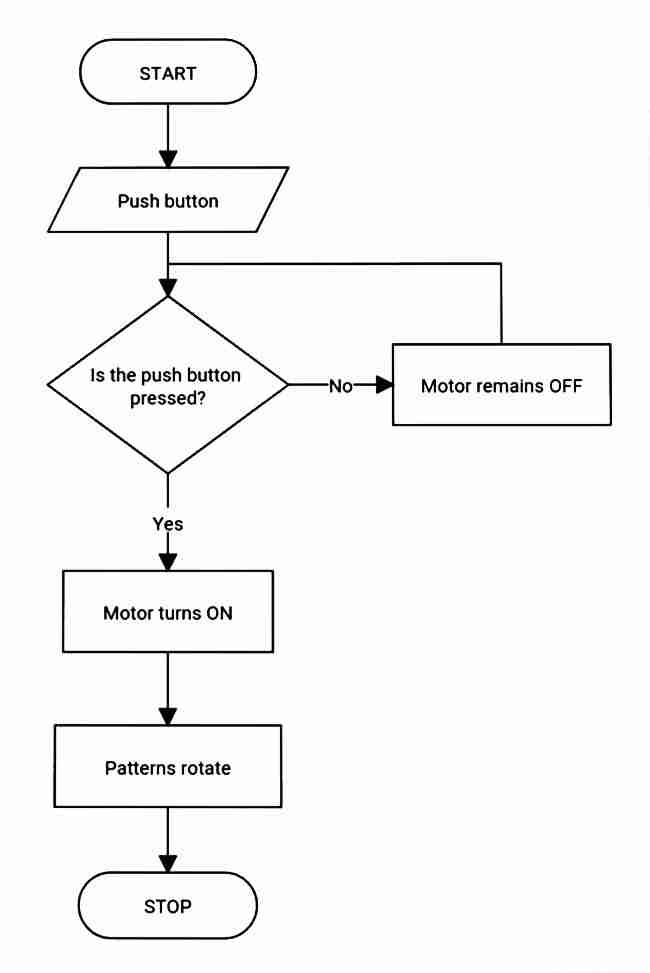 START
Push button
Is the push button
pressed?
No
Motor remains OFF
Yes
Motor turns ON
Patterns rotate
STOP